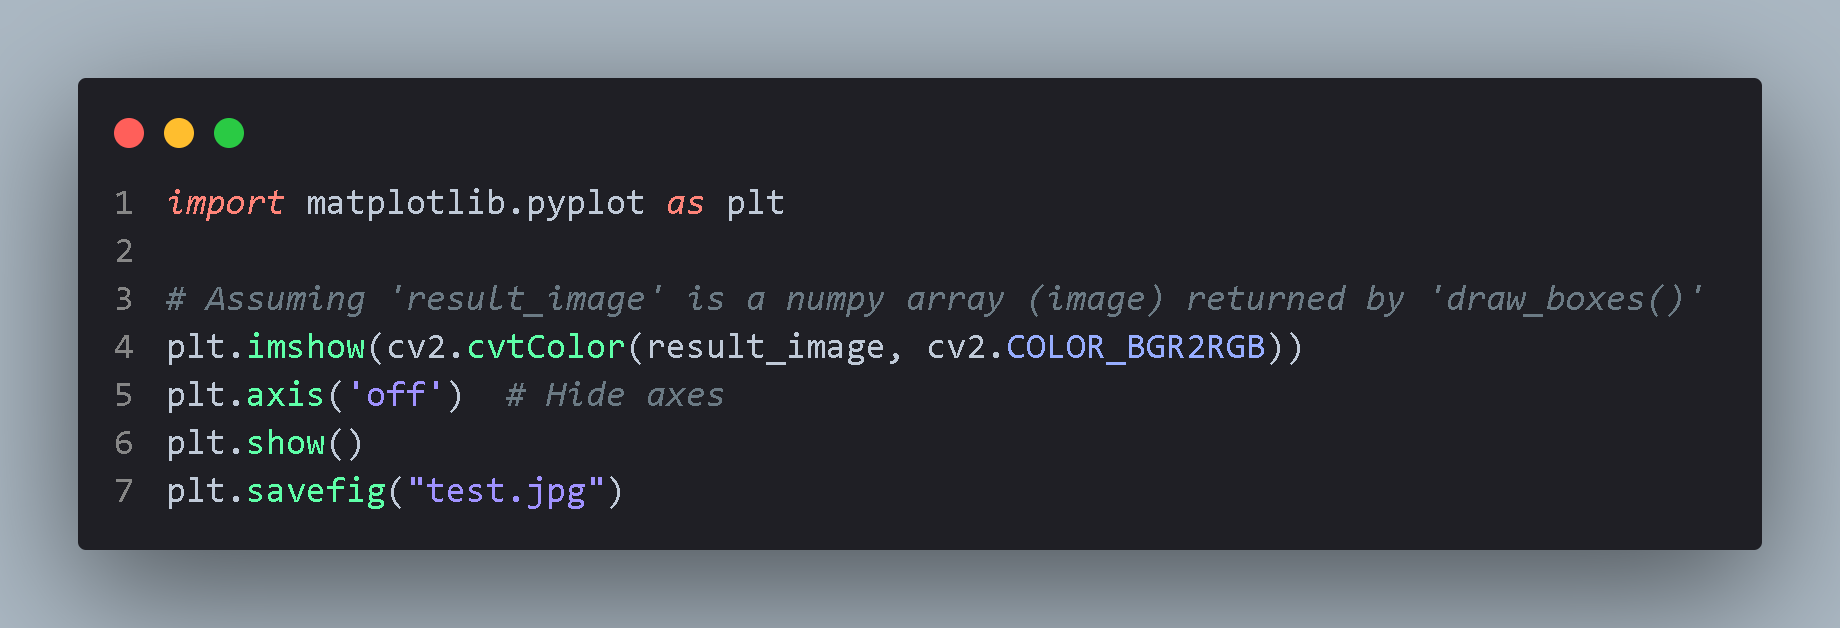 1 import matplotlib.pyplot as plt
2
3 # Assuming 'result_image' is a numpy array (image) returned by 'draw_boxes()'
4 plt.imshow(cv2.cvtColor(result_image, cv2.COLOR_BGR2RGB))
5 plt.axis('off')  # Hide axes
6 plt.show()
7 plt.savefig("test.jpg")